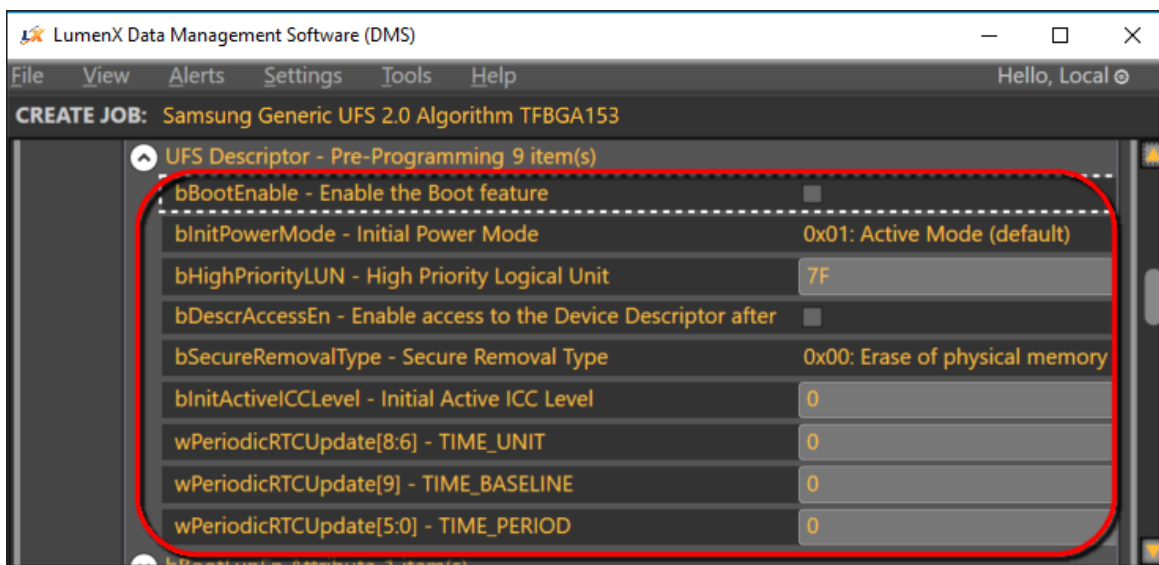 LumenX Data Management Software (DMS)
File View Alerts Settings Tools Help Hello, Local
CREATE JOB: Samsung Generic UFS 2.0 Algorithm TFBGA153
UFS Descriptor - Pre-Programming 9 item(s)
bBootEnable - Enable the Boot feature
bInitPowerMode - Initial Power Mode 0x01: Active Mode (default)
bHighPriorityLUN - High Priority Logical Unit 7F
bDescrAccessEn - Enable access to the Device Descriptor after
bSecureRemovalType - Secure Removal Type 0x00: Erase of physical memory
bInitActiveICCLevel - Initial Active ICC Level 0
wPeriodicRTCUpdate[8:6] - TIME_UNIT 0
wPeriodicRTCUpdate[9] - TIME_BASELINE 0
wPeriodicRTCUpdate[5:0] - TIME_PERIOD 0